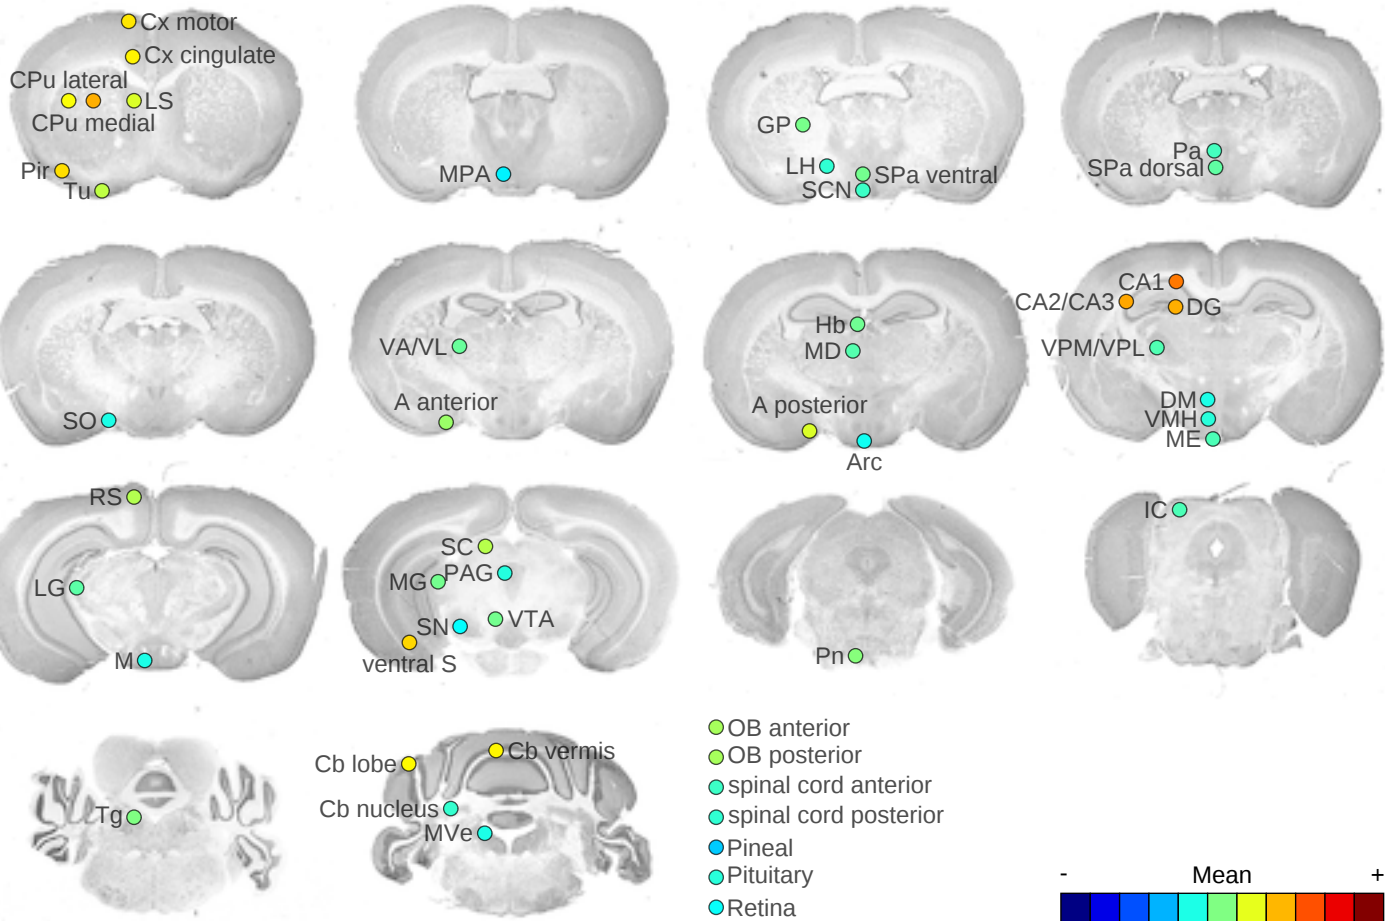 Cx motor
Cx cingulate
CPu lateral
LS
CPu medial
Pir
Tu
MPA
GP
LH
SPa ventral
SCN
Pa
SPa dorsal
SO
VA/VL
A anterior
Hb
MD
A posterior
Arc
CA1
CA2/CA3
DG
VPM/VPL
DM
VMH
ME
RS
LG
M
SC
MG
PAG
SN
VTA
ventral S
Pn
IC
Tg
Cb lobe
Cb vermis
Cb nucleus
MVe
OB anterior
OB posterior
spinal cord anterior
spinal cord posterior
Pineal
Pituitary
Retina
- Mean +